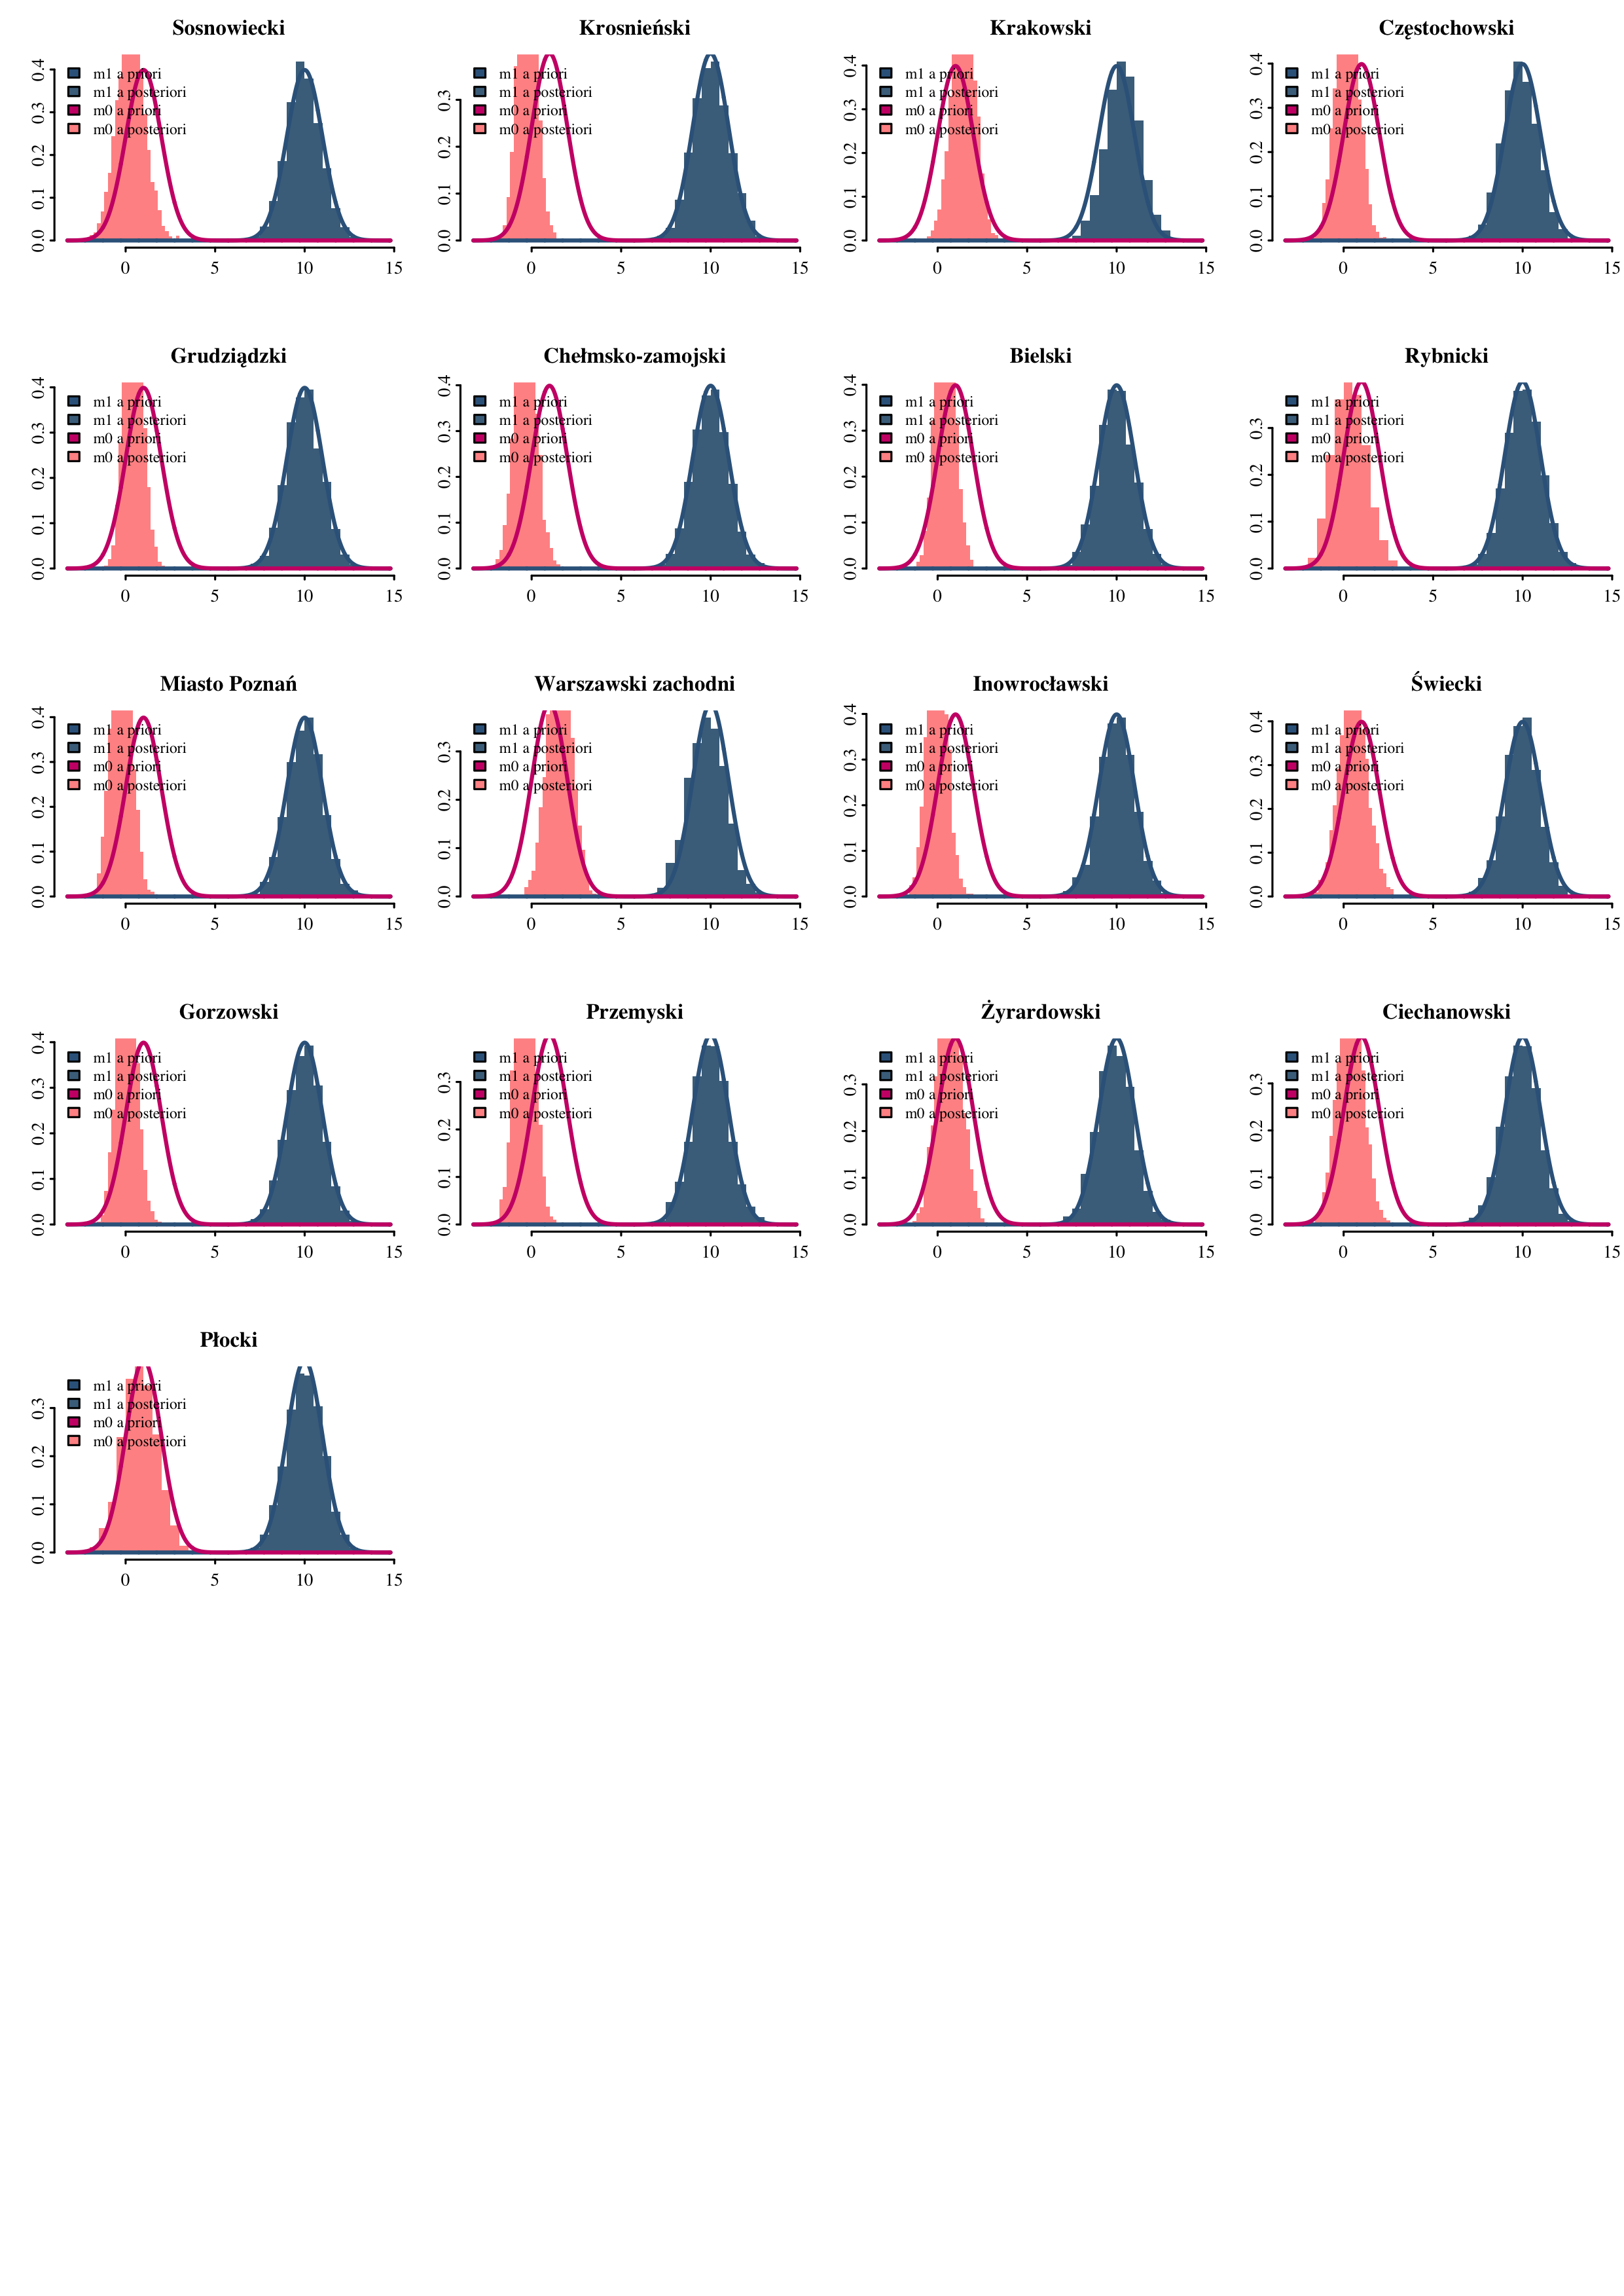 Sosnowiecki
0.0 0.1 0.2 0.3 0.4
m1 a priori
m1 a posteriori
m0 a priori
m0 a posteriori
0 5 10 15
Krosnieński
0.0 0.1 0.2 0.3
m1 a priori
m1 a posteriori
m0 a priori
m0 a posteriori
0 5 10 15
Krakowski
0.0 0.1 0.2 0.3 0.4
m1 a priori
m1 a posteriori
m0 a priori
m0 a posteriori
0 5 10 15
Częstochowski
0.0 0.1 0.2 0.3 0.4
m1 a priori
m1 a posteriori
m0 a priori
m0 a posteriori
0 5 10 15
Grudziądzki
0.0 0.1 0.2 0.3 0.4
m1 a priori
m1 a posteriori
m0 a priori
m0 a posteriori
0 5 10 15
Chełmsko-zamojski
0.0 0.1 0.2 0.3 0.4
m1 a priori
m1 a posteriori
m0 a priori
m0 a posteriori
0 5 10 15
Bielski
0.0 0.1 0.2 0.3 0.4
m1 a priori
m1 a posteriori
m0 a priori
m0 a posteriori
0 5 10 15
Rybnicki
0.0 0.1 0.2 0.3
m1 a priori
m1 a posteriori
m0 a priori
m0 a posteriori
0 5 10 15
Miasto Poznań
0.0 0.1 0.2 0.3 0.4
m1 a priori
m1 a posteriori
m0 a priori
m0 a posteriori
0 5 10 15
Warszawski zachodni
0.0 0.1 0.2 0.3
m1 a priori
m1 a posteriori
m0 a priori
m0 a posteriori
0 5 10 15
Inowrocławski
0.0 0.1 0.2 0.3 0.4
m1 a priori
m1 a posteriori
m0 a priori
m0 a posteriori
0 5 10 15
Świecki
0.0 0.1 0.2 0.3 0.4
m1 a priori
m1 a posteriori
m0 a priori
m0 a posteriori
0 5 10 15
Gorzowski
0.0 0.1 0.2 0.3 0.4
m1 a priori
m1 a posteriori
m0 a priori
m0 a posteriori
0 5 10 15
Przemyski
0.0 0.1 0.2 0.3
m1 a priori
m1 a posteriori
m0 a priori
m0 a posteriori
0 5 10 15
Żyrardowski
0.0 0.1 0.2 0.3
m1 a priori
m1 a posteriori
m0 a priori
m0 a posteriori
0 5 10 15
Ciechanowski
0.0 0.1 0.2 0.3
m1 a priori
m1 a posteriori
m0 a priori
m0 a posteriori
0 5 10 15
Płocki
0.0 0.1 0.2 0.3
m1 a priori
m1 a posteriori
m0 a priori
m0 a posteriori
0 5 10 15